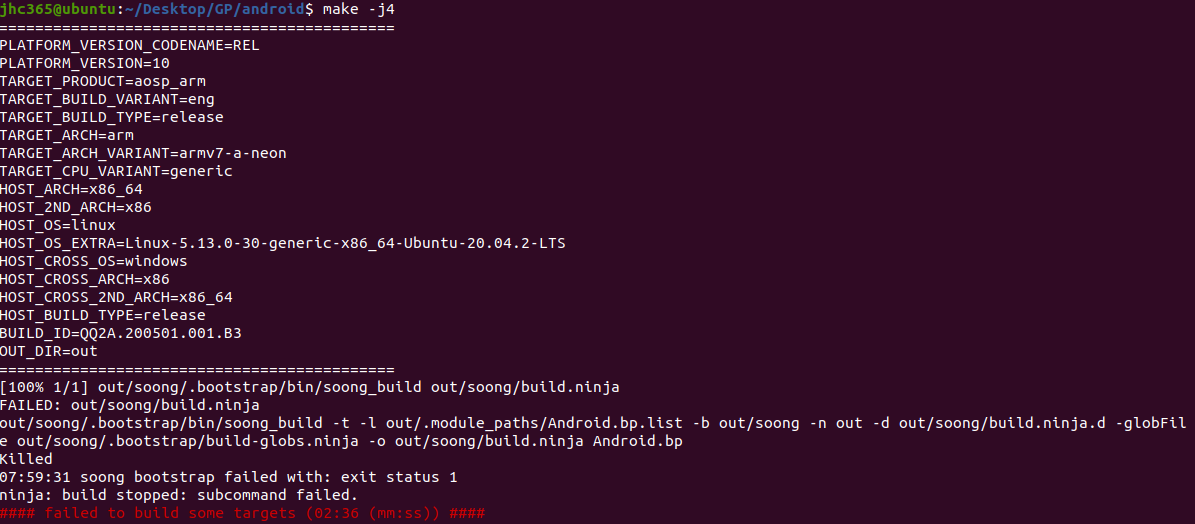 jhc365@ubuntu:~/Desktop/GP/android$ make -j4
============================================
PLATFORM_VERSION_CODENAME=REL
PLATFORM_VERSION=10
TARGET_PRODUCT=aosp_arm
TARGET_BUILD_VARIANT=eng
TARGET_BUILD_TYPE=release
TARGET_ARCH=arm
TARGET_ARCH_VARIANT=armv7-a-neon
TARGET_CPU_VARIANT=generic
HOST_ARCH=x86_64
HOST_2ND_ARCH=x86
HOST_OS=linux
HOST_OS_EXTRA=Linux-5.13.0-30-generic-x86_64-Ubuntu-20.04.2-LTS
HOST_CROSS_OS=windows
HOST_CROSS_ARCH=x86
HOST_CROSS_2ND_ARCH=x86_64
HOST_BUILD_TYPE=release
BUILD_ID=QQ2A.200501.001.B3
OUT_DIR=out
============================================
[100% 1/1] out/soong/.bootstrap/bin/soong_build out/soong/build.ninja
FAILED: out/soong/build.ninja
out/soong/.bootstrap/bin/soong_build -t -l out/.module_paths/Android.bp.list -b out/soong -n out -d out/soong/build.ninja.d -globFil
e out/soong/.bootstrap/build-globs.ninja -o out/soong/build.ninja Android.bp
Killed
07:59:31 soong bootstrap failed with: exit status 1
ninja: build stopped: subcommand failed.
#### failed to build some targets (02:36 (mm:ss)) ####